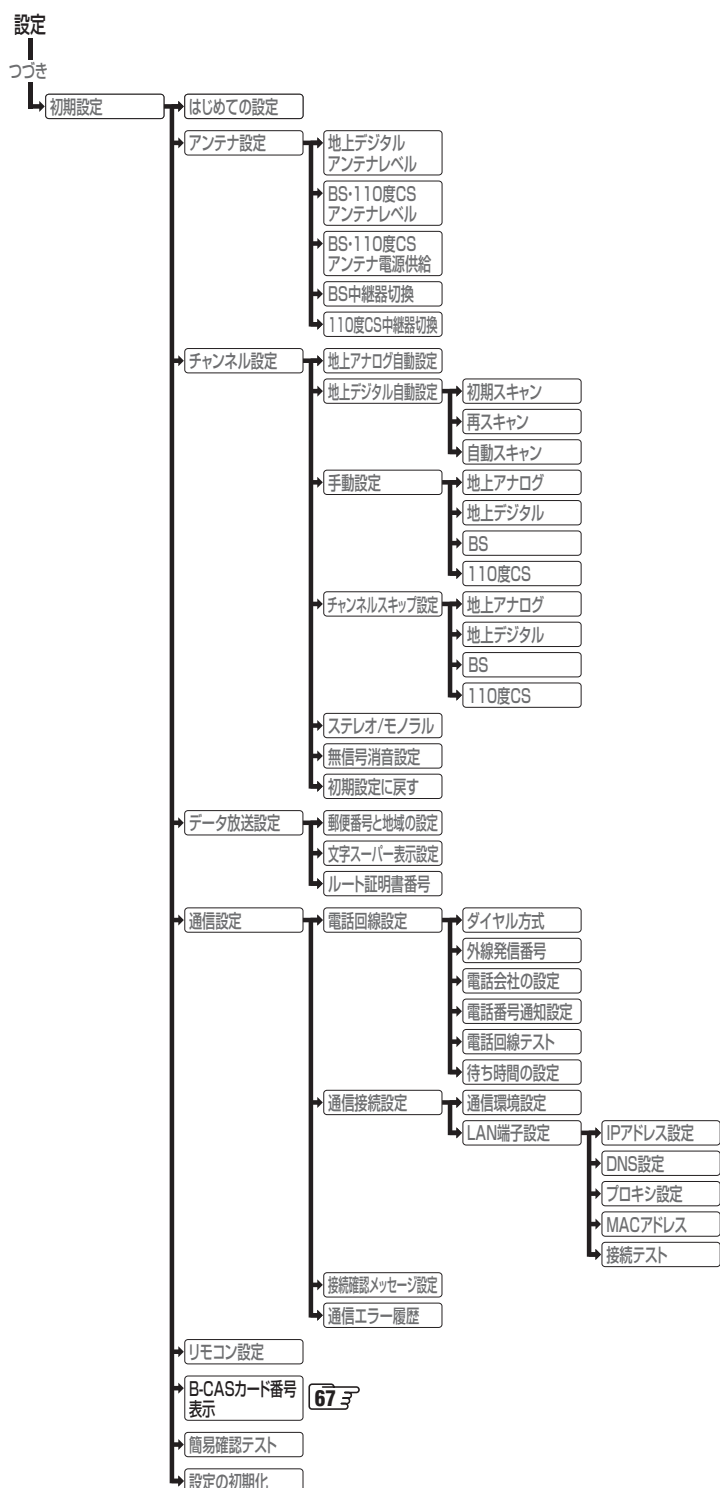 設定
つづき
初期設定
はじめての設定
アンテナ設定
地上デジタル
アンテナレベル
BS・110度CS
アンテナレベル
BS・110度CS
アンテナ電源供給
BS中継器切換
110度CS中継器切換
チャンネル設定
地上アナログ自動設定
地上デジタル自動設定
初期スキャン
再スキャン
自動スキャン
手動設定
地上アナログ
地上デジタル
BS
110度CS
チャンネルスキップ設定
地上アナログ
地上デジタル
BS
110度CS
ステレオ/モノラル
無信号消音設定
初期設定に戻す
データ放送設定
郵便番号と地域の設定
文字スーパー表示設定
ルート証明書番号
通信設定
電話回線設定
ダイヤル方式
外線発信番号
電話会社の設定
電話番号通知設定
電話回線テスト
待ち時間の設定
通信接続設定
通信環境設定
LAN端子設定
IPアドレス設定
DNS設定
プロキシ設定
MACアドレス
接続テスト
接続確認メッセージ設定
通信エラー履歴
リモコン設定
B-CASカード番号
表示
67
簡易確認テスト
設定の初期化